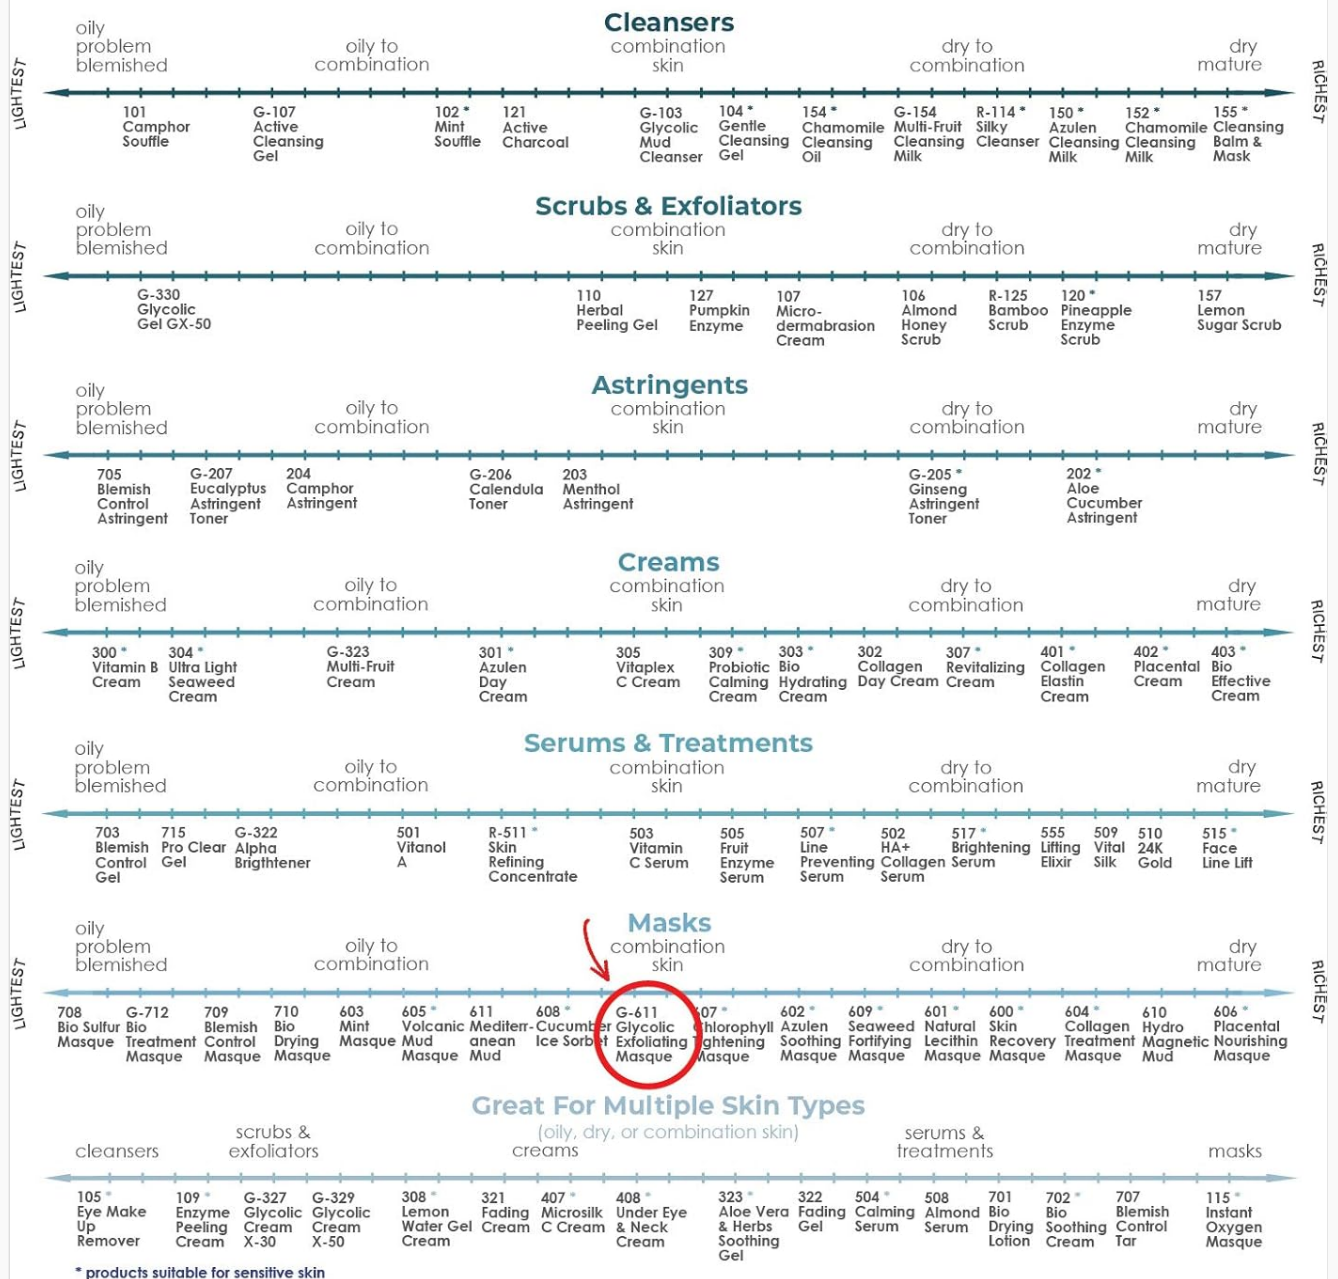 Cleansers
oily
problem
blemished
oily to
combination
combination
skin
dry to
combination
dry
mature
LIGHTEST
RICHEST
101
Camphor
Souffle
G-107
Active
Cleansing
Gel
102 *
Mint
Souffle
121
Active
Charcoal
G-103
Glycolic
Mud
Cleanser
104 *
Gentle
Cleansing
Gel
154 *
Chamomile
Cleansing
Oil
G-154
Multi-Fruit
Cleansing
Milk
R-114 *
Silky
Cleanser
150 *
Azulen
Cleansing
Milk
152 *
Chamomile
Cleansing
Milk
155 *
Cleansing
Balm &
Mask
Scrubs & Exfoliators
oily
problem
blemished
oily to
combination
combination
skin
dry to
combination
dry
mature
LIGHTEST
RICHEST
G-330
Glycolic
Gel GX-50
110
Herbal
Peeling Gel
127
Pumpkin
Enzyme
107
Micro-
dermabrasion
Cream
106
Almond
Honey
Scrub
R-125
Bamboo
Scrub
120 *
Pineapple
Enzyme
Scrub
157
Lemon
Sugar Scrub
Astringents
oily
problem
blemished
oily to
combination
combination
skin
dry to
combination
dry
mature
LIGHTEST
RICHEST
705
Blemish
Control
Astringent
G-207
Eucalyptus
Astringent
Toner
204
Camphor
Astringent
G-206
Calendula
Toner
203
Menthol
Astringent
G-205 *
Ginseng
Astringent
Toner
202 *
Aloe
Cucumber
Astringent
Creams
oily
problem
blemished
oily to
combination
combination
skin
dry to
combination
dry
mature
LIGHTEST
RICHEST
300 *
Vitamin B
Cream
304 *
Ultra Light
Seaweed
Cream
G-323
Multi-Fruit
Cream
301 *
Azulen
Day
Cream
305
Vitaplex
C Cream
309 *
Probiotic
Calming
Cream
303 *
Bio
Hydrating
Cream
302
Collagen
Day Cream
307 *
Revitalizing
Cream
401 *
Collagen
Elastin
Cream
402 *
Placental
Cream
403 *
Bio
Effective
Cream
Serums & Treatments
oily
problem
blemished
oily to
combination
combination
skin
dry to
combination
dry
mature
LIGHTEST
RICHEST
703
Blemish
Control
Gel
715
Pro Clear
Gel
G-322
Alpha
Brigthtener
501
Vitanol
A
R-511 *
Skin
Refining
Concentrate
503
Vitamin
C Serum
505
Fruit
Enzyme
Serum
507 *
Line
Preventing
Serum
502
HA+
Collagen
Serum
517 *
Brightening
Serum
555
Lifting
Elixir
509
Vital
Silk
510
24K
Gold
515 *
Face
Line Lift
Masks
oily
problem
blemished
oily to
combination
combination
skin
dry to
combination
dry
mature
LIGHTEST
RICHEST
708
Bio Sulfur
Masque
G-712
Bio
Treatment
Masque
709
Blemish
Control
Masque
710
Bio
Drying
Masque
603
Mint
Masque
605 *
Volcanic
Mud
Masque
611
Mediterr-
anean
Mud
608 *
Cucumber
Ice Sorbet
G-611
Glycolic
Exfoliating
Masque
607 *
Chlorophyll
Tightening
Masque
602 *
Azulen
Soothing
Masque
609 *
Seaweed
Fortifying
Masque
601 *
Natural
Lecithin
Masque
600 *
Skin
Recovery
Masque
604 *
Collagen
Treatment
Masque
610
Hydro
Magnetic
Mud
606 *
Placental
Nourishing
Masque
Great For Multiple Skin Types
(oily, dry, or combination skin)
cleansers
scrubs &
exfoliators
creams
serums &
treatments
masks
105 *
Eye Make
Up
Remover
109 *
Enzyme
Peeling
Cream
G-327
Glycolic
Cream
X-30
G-329
Glycolic
Cream
X-50
308 *
Lemon
Water Gel
Cream
321
Fading
Cream
407 *
Microsilk
C Cream
408 *
Under Eye
& Neck
Cream
323 *
Aloe Vera
& Herbs
Soothing
Gel
322
Fading
Gel
504 *
Calming
Serum
508
Almond
Serum
701
Bio
Drying
Lotion
702 *
Bio
Soothing
Cream
707
Blemish
Control
Tar
115 *
Instant
Oxygen
Masque
* products suitable for sensitive skin